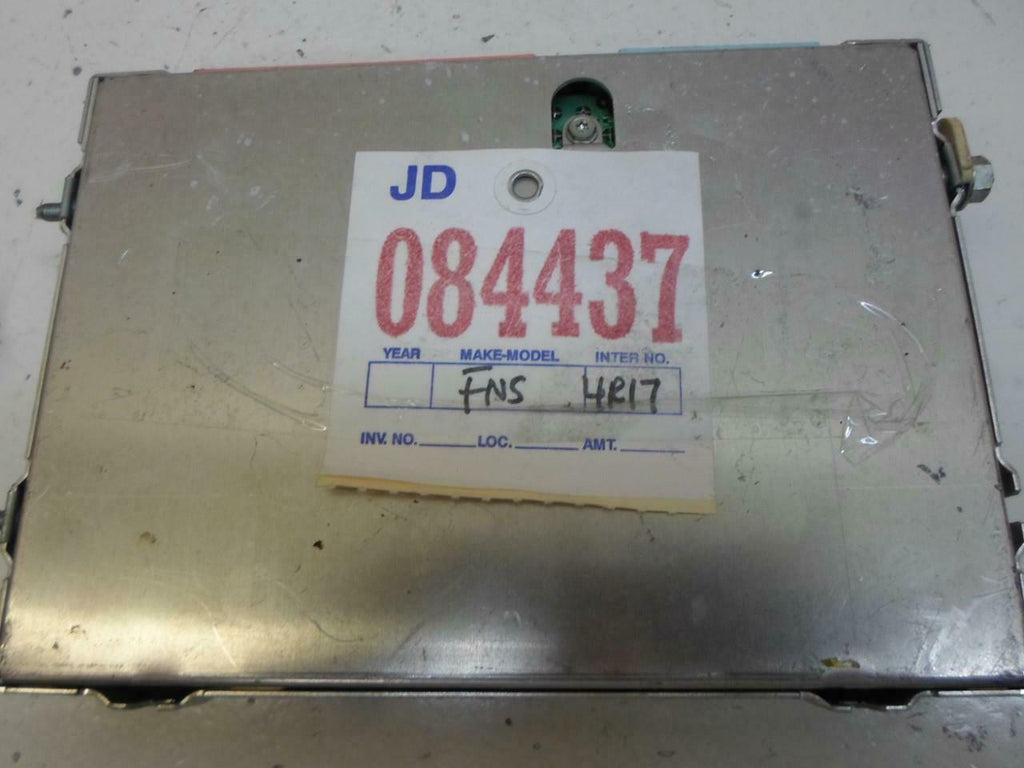 JD
084437
YEAR MAKE-MODEL INTER NO.
FNS 4R17
INV. NO. LOC. AMT.